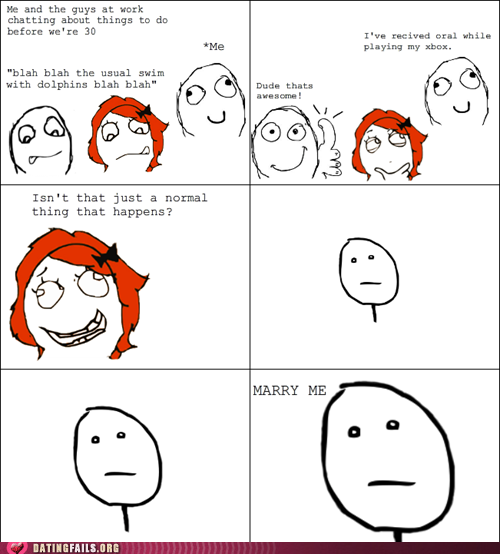 Me and the guys at work
chatting about things to do
before we're 30
*Me
"blah blah the usual swim
with dolphins blah blah"
I've recived oral while
playing my xbox.
Dude thats
awesome!
Isn't that just a normal
thing that happens?
MARRY ME
DATINGFAILS.ORG